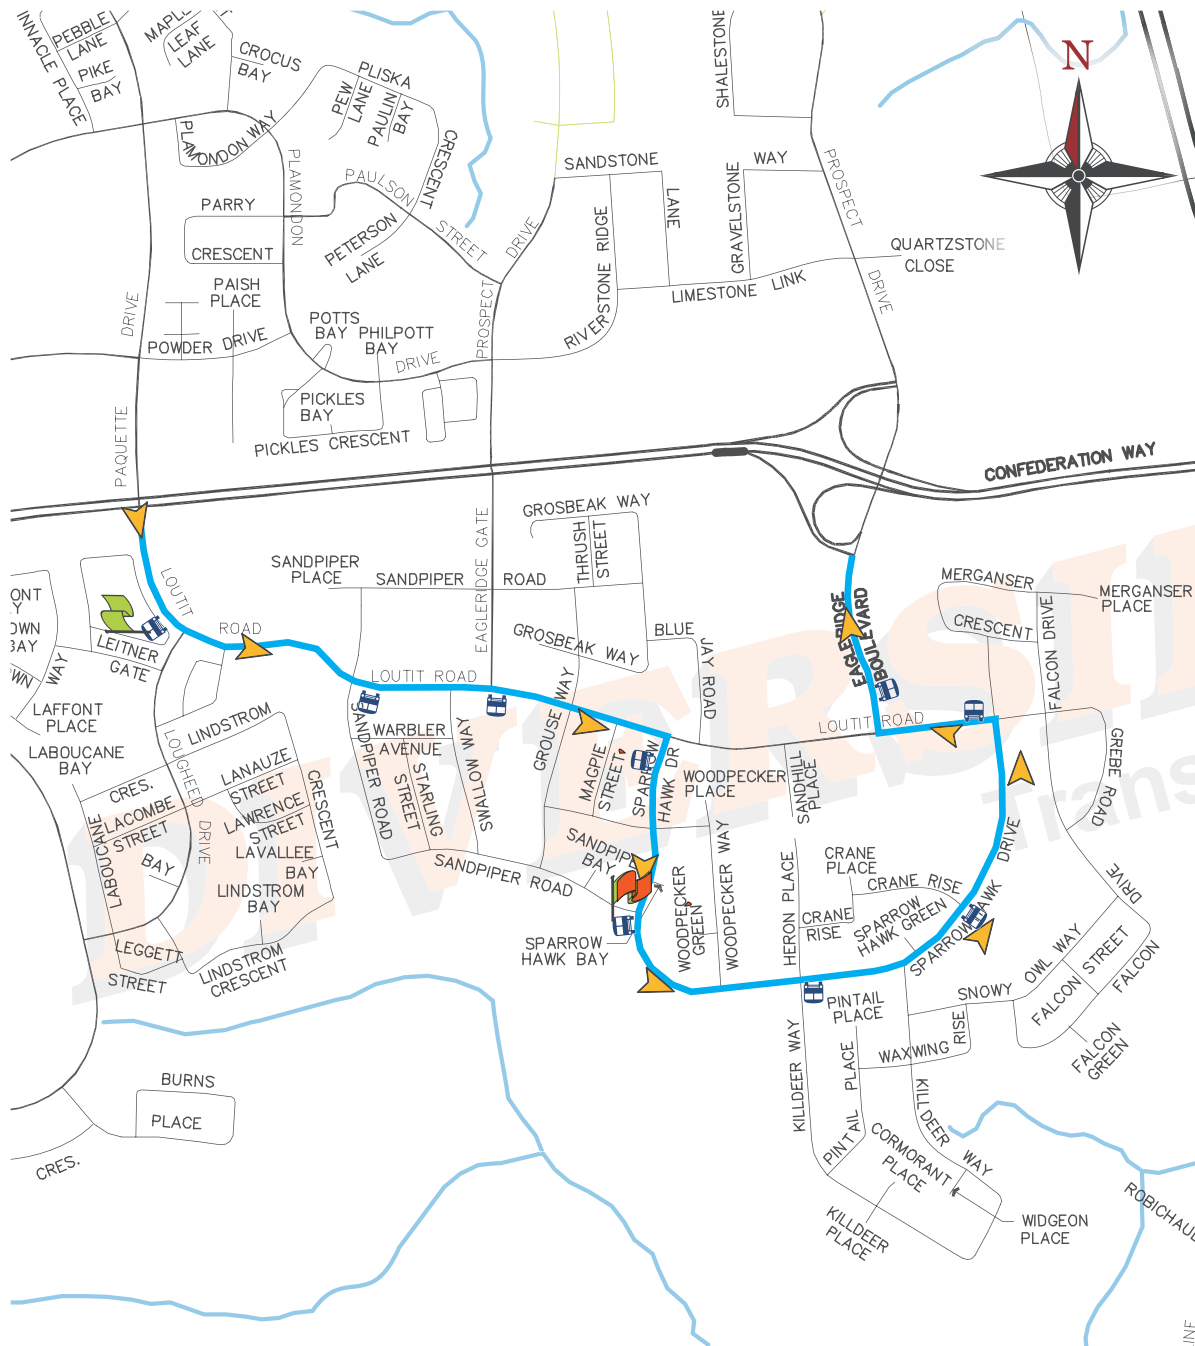 PEBBLE
LANE
PIKE
BAY
MAPLE
LEAF
LANE
CROCUS
BAY
PLISKA
CRESCENT
PEW
LANE
PAULIN
BAY
SHALESTONE
N
PLAMONDON WAY
PLAMONDON
PAULSON
STREET
PARRY
CRESCENT
PETERSON
LANE
SANDSTONE
LANE
WAY
GRAVELSTONE
PROSPECT
DRIVE
QUARTZSTONE
CLOSE
RIVERSTONE RIDGE
LIMESTONE LINK
PROSPECT
DRIVE
PAISH
PLACE
POWDER DRIVE
POTTS
BAY
PHILPOTT
BAY
DRIVE
PICKLES
BAY
PICKLES CRESCENT
PAQUETTE
DRIVE
CONFEDERATION WAY
EAGLERIDGE GATE
GROSBEAK WAY
THRUSH
STREET
SANDPIPER
PLACE
SANDPIPER ROAD
GROSBEAK WAY
BLUE
JAY ROAD
LOUTIT
ROAD
LEITNER
GATE
WAY
LAFFONT
PLACE
LABOUCANE
BAY
LOUTIT ROAD
WARBLER
AVENUE
SANDPIPER ROAD
STARLING
STREET
SWALLOW WAY
GROUSE WAY
MAGPIE
STREET
SPARROW
HAWK DR
WOODPECKER
PLACE
SANDHILL
PLACE
LOUTIT ROAD
EAGLERIDGE
BOULEVARD
MERGANSER
CRESCENT
MERGANSER
PLACE
FALCON DRIVE
GREBE ROAD
LINDSTROM
CRESCENT
CRES.
LACOMBE
STREET
BAY
LABOUCANE
LANAUZE
STREET
LAWRENCE
STREET
LAVALLEE
BAY
LINDSTROM
BAY
LOUGHEED DRIVE
LEGGETT
STREET
LINDSTROM
CRESCENT
SANDPIPER ROAD
BAY
SPARROW
HAWK BAY
WOODPECKER
GREEN
WOODPECKER WAY
HERON PLACE
CRANE
PLACE
CRANE RISE
CRANE
RISE
SPARROW
HAWK GREEN
SPARROW HAWK DRIVE
PINTAIL
PLACE
KILLDEER WAY
PINTAIL PLACE
WAXWING RISE
SNOWY OWL WAY
FALCON STREET
FALCON
DRIVE
FALCON
GREEN
KILLDEER WAY
CORMORANT
PLACE
KILLDEER
PLACE
WIDGEON
PLACE
BURNS
PLACE
CRES.
DIVERSI
Trans